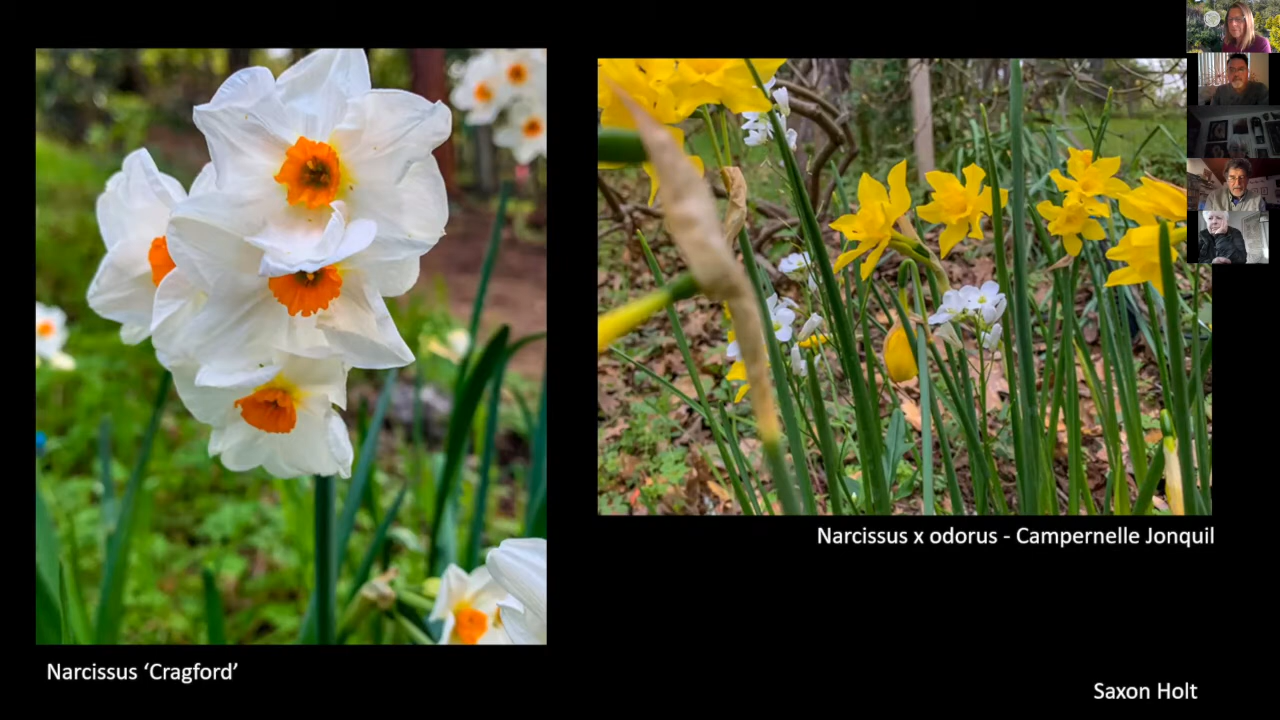 Narcissus x odorus - Campernelle Jonquil
Narcissus ‘Cragford’
Saxon Holt